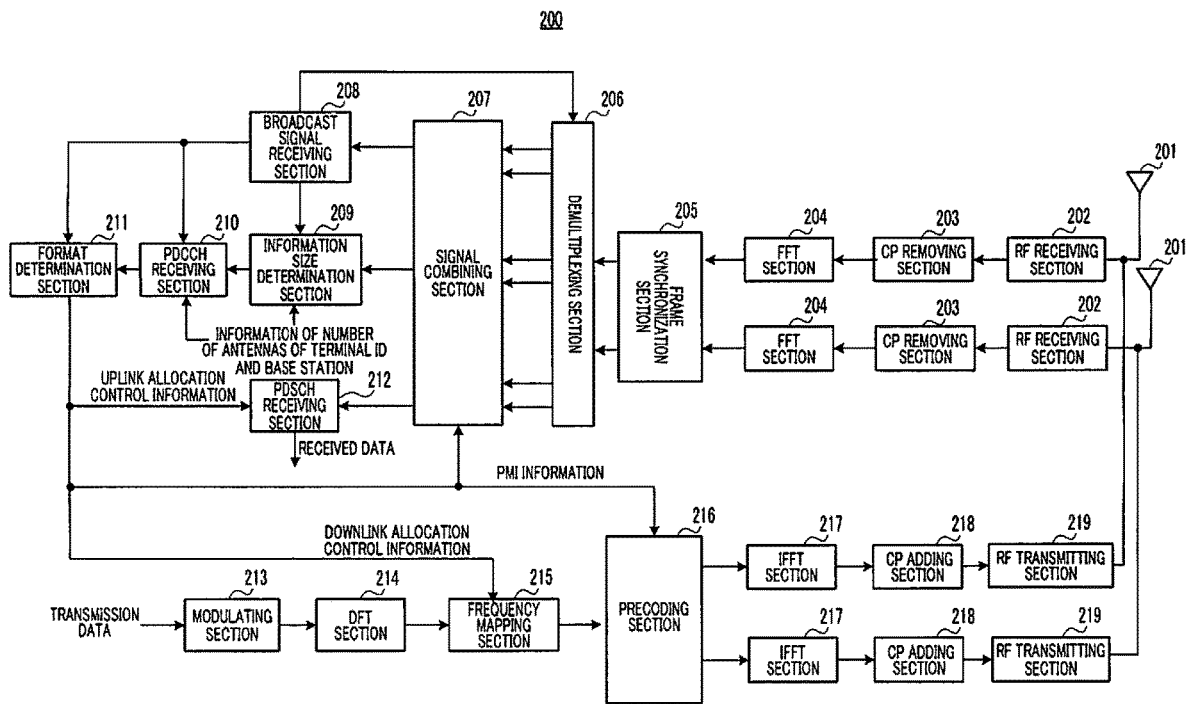 200
208
BROADCAST
SIGNAL
RECEIVING
SECTION
207
SIGNAL
COMBINING
SECTION
206
DEMULTIPLEXING SECTION
205
FRAME
SYNCHRONIZATION
SECTION
204
FFT
SECTION
203
CP REMOVING
SECTION
202
RF RECEIVING
SECTION
201
201
204
FFT
SECTION
203
CP REMOVING
SECTION
202
RF RECEIVING
SECTION
211
FORMAT
DETERMINATION
SECTION
210
PDCCH
RECEIVING
SECTION
209
INFORMATION
SIZE
DETERMINATION
SECTION
INFORMATION OF NUMBER
OF ANTENNAS OF TERMINAL ID
AND BASE STATION
UPLINK ALLOCATION
CONTROL INFORMATION
212
PDSCH
RECEIVING
SECTION
RECEIVED DATA
PMI INFORMATION
DOWNLINK ALLOCATION
CONTROL INFORMATION
TRANSMISSION
DATA
213
MODULATING
SECTION
214
DFT
SECTION
215
FREQUENCY
MAPPING
SECTION
216
PRECODING
SECTION
217
IFFT
SECTION
218
CP ADDING
SECTION
219
RF TRANSMITTING
SECTION
217
IFFT
SECTION
218
CP ADDING
SECTION
219
RF TRANSMITTING
SECTION